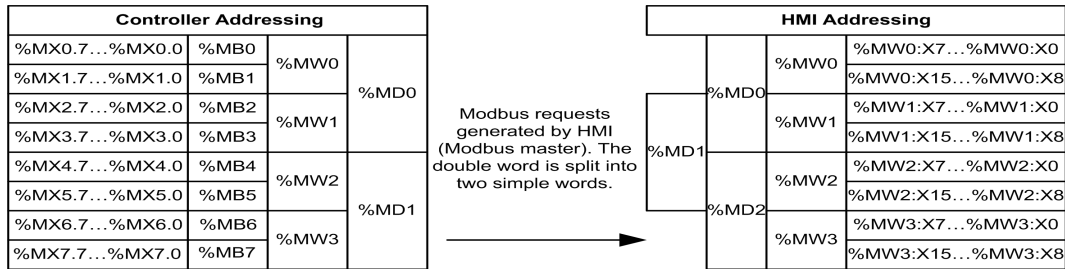 Controller Addressing
%MX0.7...%MX0.0 %MB0 %MW0 %MD0
%MX1.7...%MX1.0 %MB1
%MX2.7...%MX2.0 %MB2 %MW1
%MX3.7...%MX3.0 %MB3
%MX4.7...%MX4.0 %MB4 %MW2 %MD1
%MX5.7...%MX5.0 %MB5
%MX6.7...%MX6.0 %MB6 %MW3
%MX7.7...%MX7.0 %MB7
Modbus requests
generated by HMI
(Modbus master). The
double word is split into
two simple words.
HMI Addressing
%MD0 %MW0 %MW0:X7...%MW0:X0
%MW0:X15...%MW0:X8
%MD1 %MW1 %MW1:X7...%MW1:X0
%MW1:X15...%MW1:X8
%MD2 %MW2 %MW2:X7...%MW2:X0
%MW2:X15...%MW2:X8
%MW3 %MW3:X7...%MW3:X0
%MW3:X15...%MW3:X8